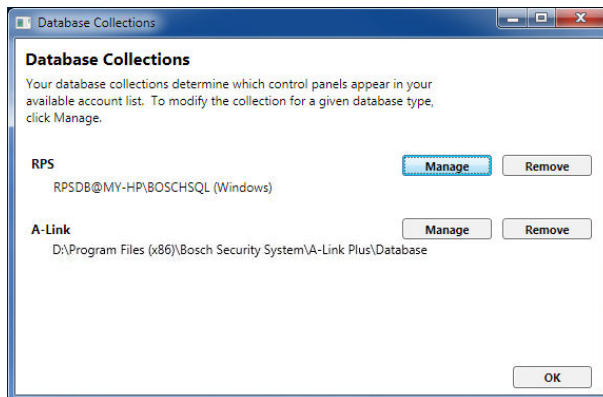 Database Collections
Database Collections
Your database collections determine which control panels appear in your
available account list. To modify the collection for a given database type,
click Manage.
RPS
Manage
Remove
RPSDB@MY-HP\BOSCHSQL (Windows)
A-Link
Manage
Remove
D:\Program Files (x86)\Bosch Security System\A-Link Plus\Database
OK